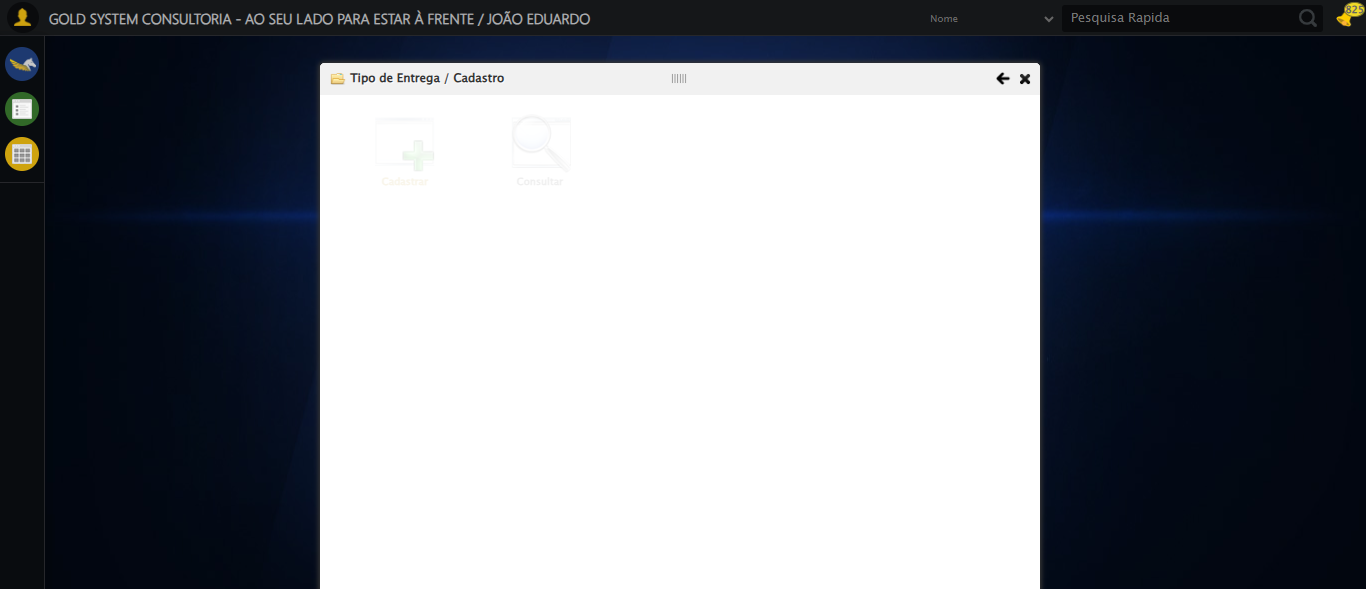 GOLD SYSTEM CONSULTORIA - AO SEU LADO PARA ESTAR À FRENTE / JOÃO EDUARDO
Nome
Pesquisa Rapida
825
Tipo de Entrega / Cadastro
Cadastrar
Consultar